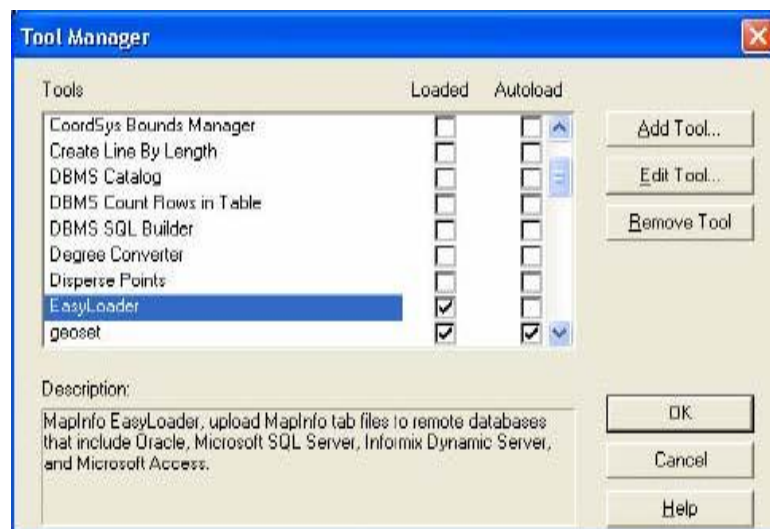 Tool Manager
Tools Loaded Autoload
CoordSys Bounds Manager
Create Line By Length
DBMS Catalog
DBMS Count Rows in Table
DBMS SQL Builder
Degree Converter
Disperse Points
EasyLoader
geoset
Add Tool...
Edit Tool...
Remove Tool
Description:
MapInfo EasyLoader, upload MapInfo tab files to remote databases
that include Oracle, Microsoft SQL Server, Informix Dynamic Server,
and Microsoft Access.
OK
Cancel
Help